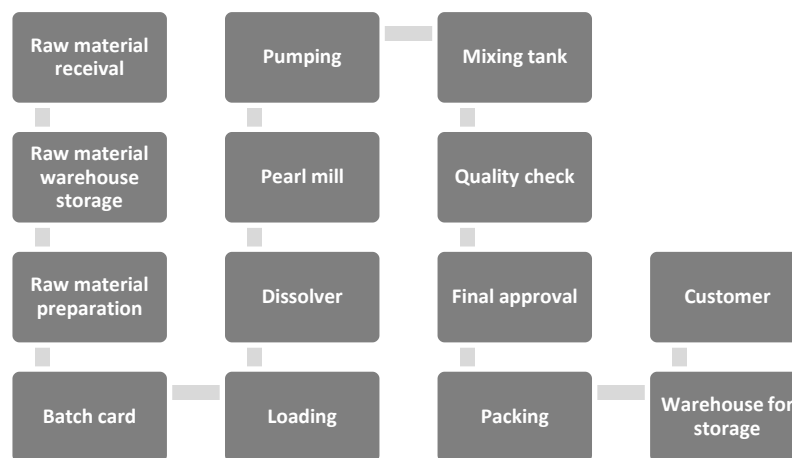 Raw material
receival
Raw material
warehouse
storage
Raw material
preparation
Batch card
Loading
Dissolver
Pearl mill
Pumping
Mixing tank
Quality check
Final approval
Packing
Warehouse for
storage
Customer